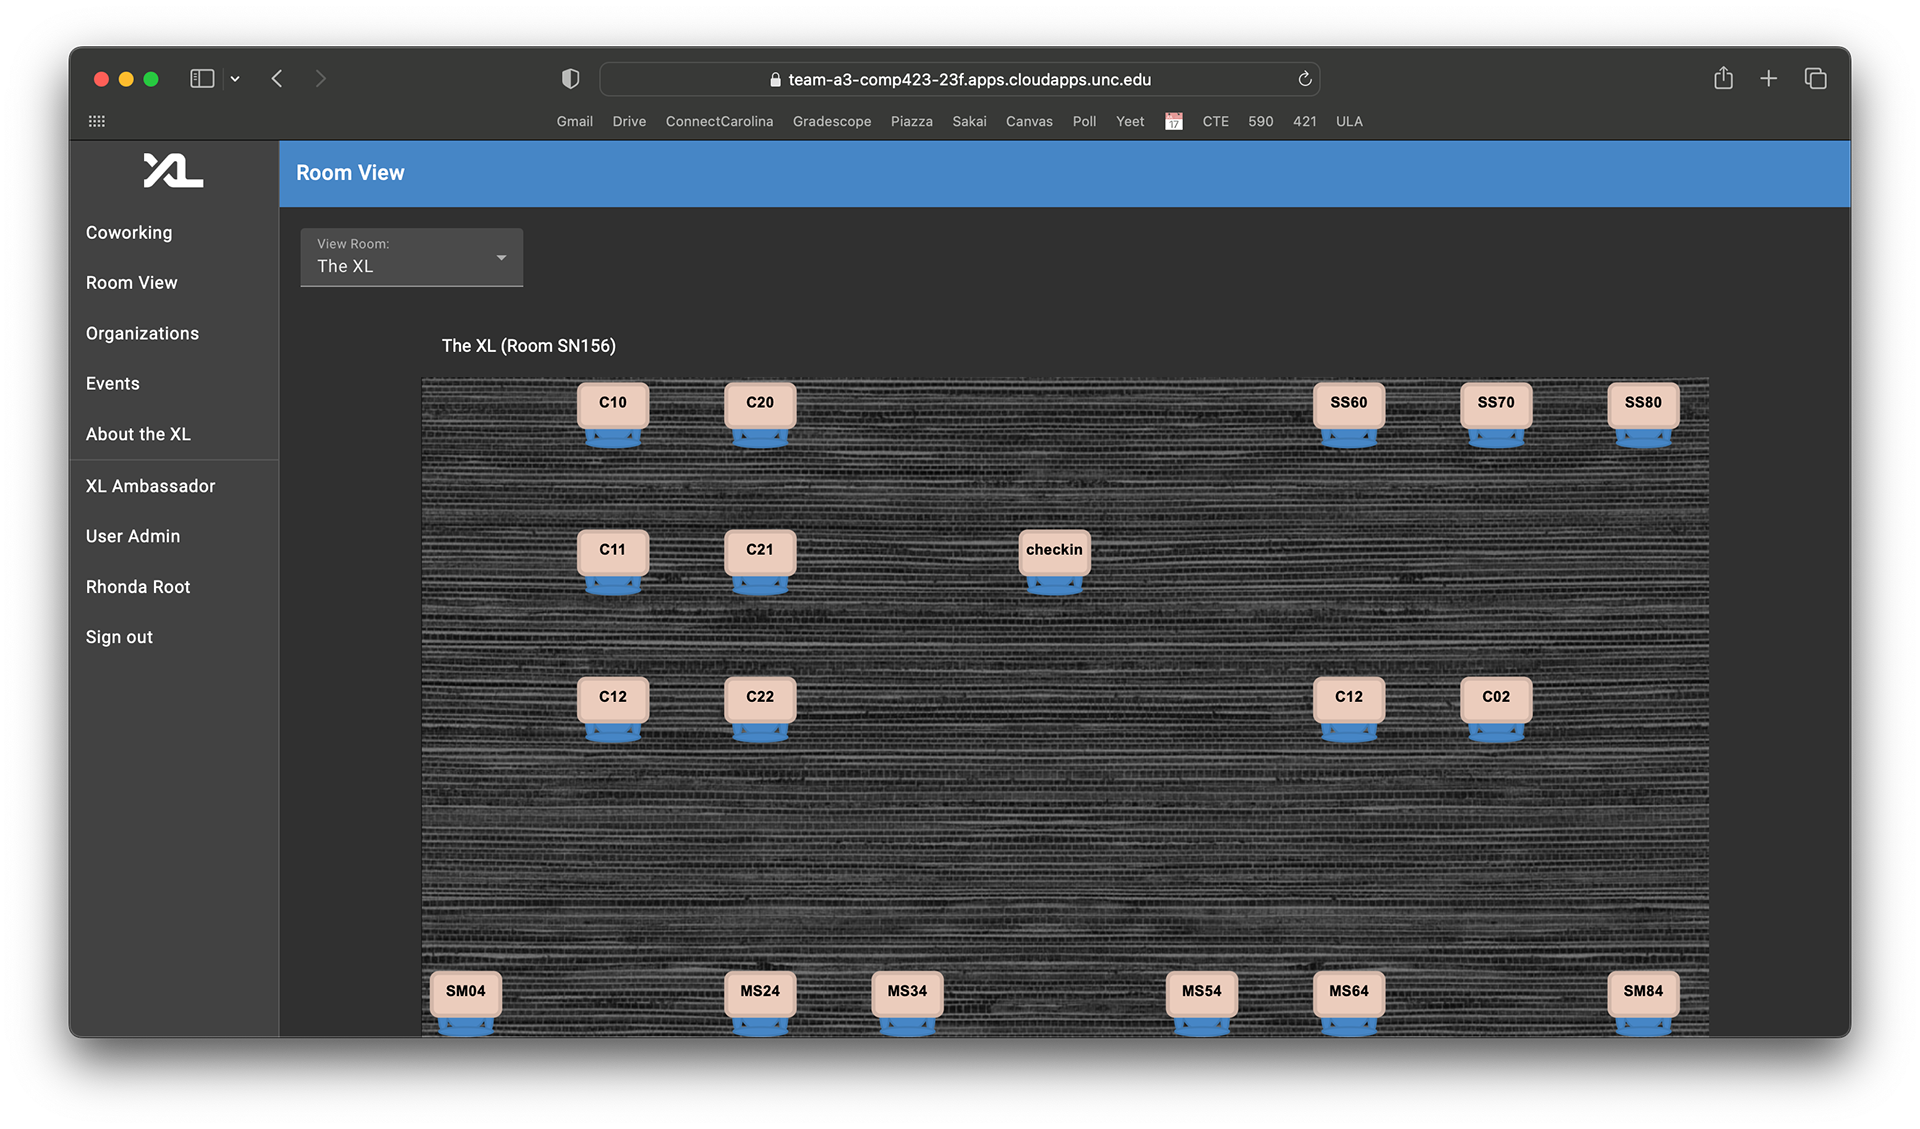 team-a3-comp423-23f.apps.cloudapps.unc.edu
Gmail Drive ConnectCarolina Gradescope Piazza Sakai Canvas Poll Yeet 17 CTE 590 421 ULA
XL
Room View
Coworking
Room View
Organizations
Events
About the XL
XL Ambassador
User Admin
Rhonda Root
Sign out
View Room:
The XL
The XL (Room SN156)
C10 C20 SS60 SS70 SS80
C11 C21 checkin
C12 C22 C12 C02
SM04 MS24 MS34 MS54 MS64 SM84